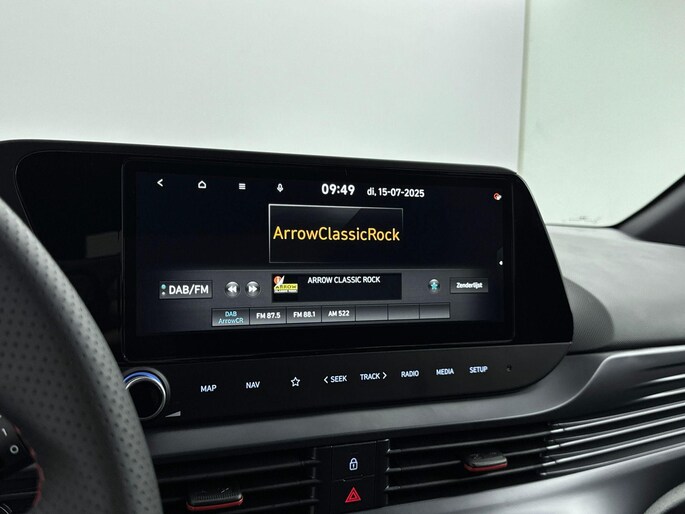 09:49 di, 15-07-2025
ArrowClassicRock
DAB/FM
ARROW
ARROW CLASSIC ROCK
Zenderlijst
DAB
ArrowCR
FM 87.5
FM 88.1
AM 522
MAP
NAV
< SEEK
TRACK >
RADIO
MEDIA
SETUP